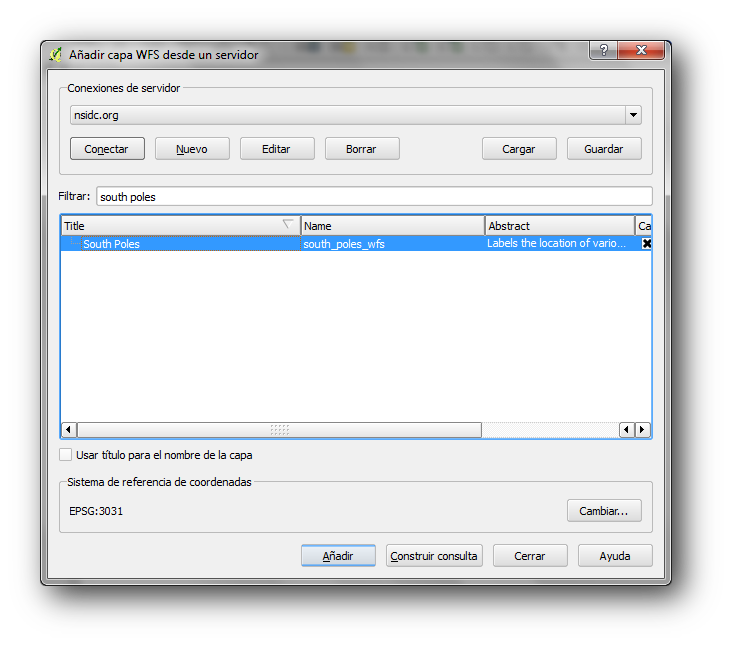 Añadir capa WFS desde un servidor
Conexiones de servidor
nsidc.org
Conectar Nuevo Editar Borrar Cargar Guardar
Filtrar: south poles
Title Name Abstract Ca
South Poles south_poles_wfs Labels the location of vario...
Usar título para el nombre de la capa
Sistema de referencia de coordenadas
EPSG:3031 Cambiar...
Añadir Construir consulta Cerrar Ayuda